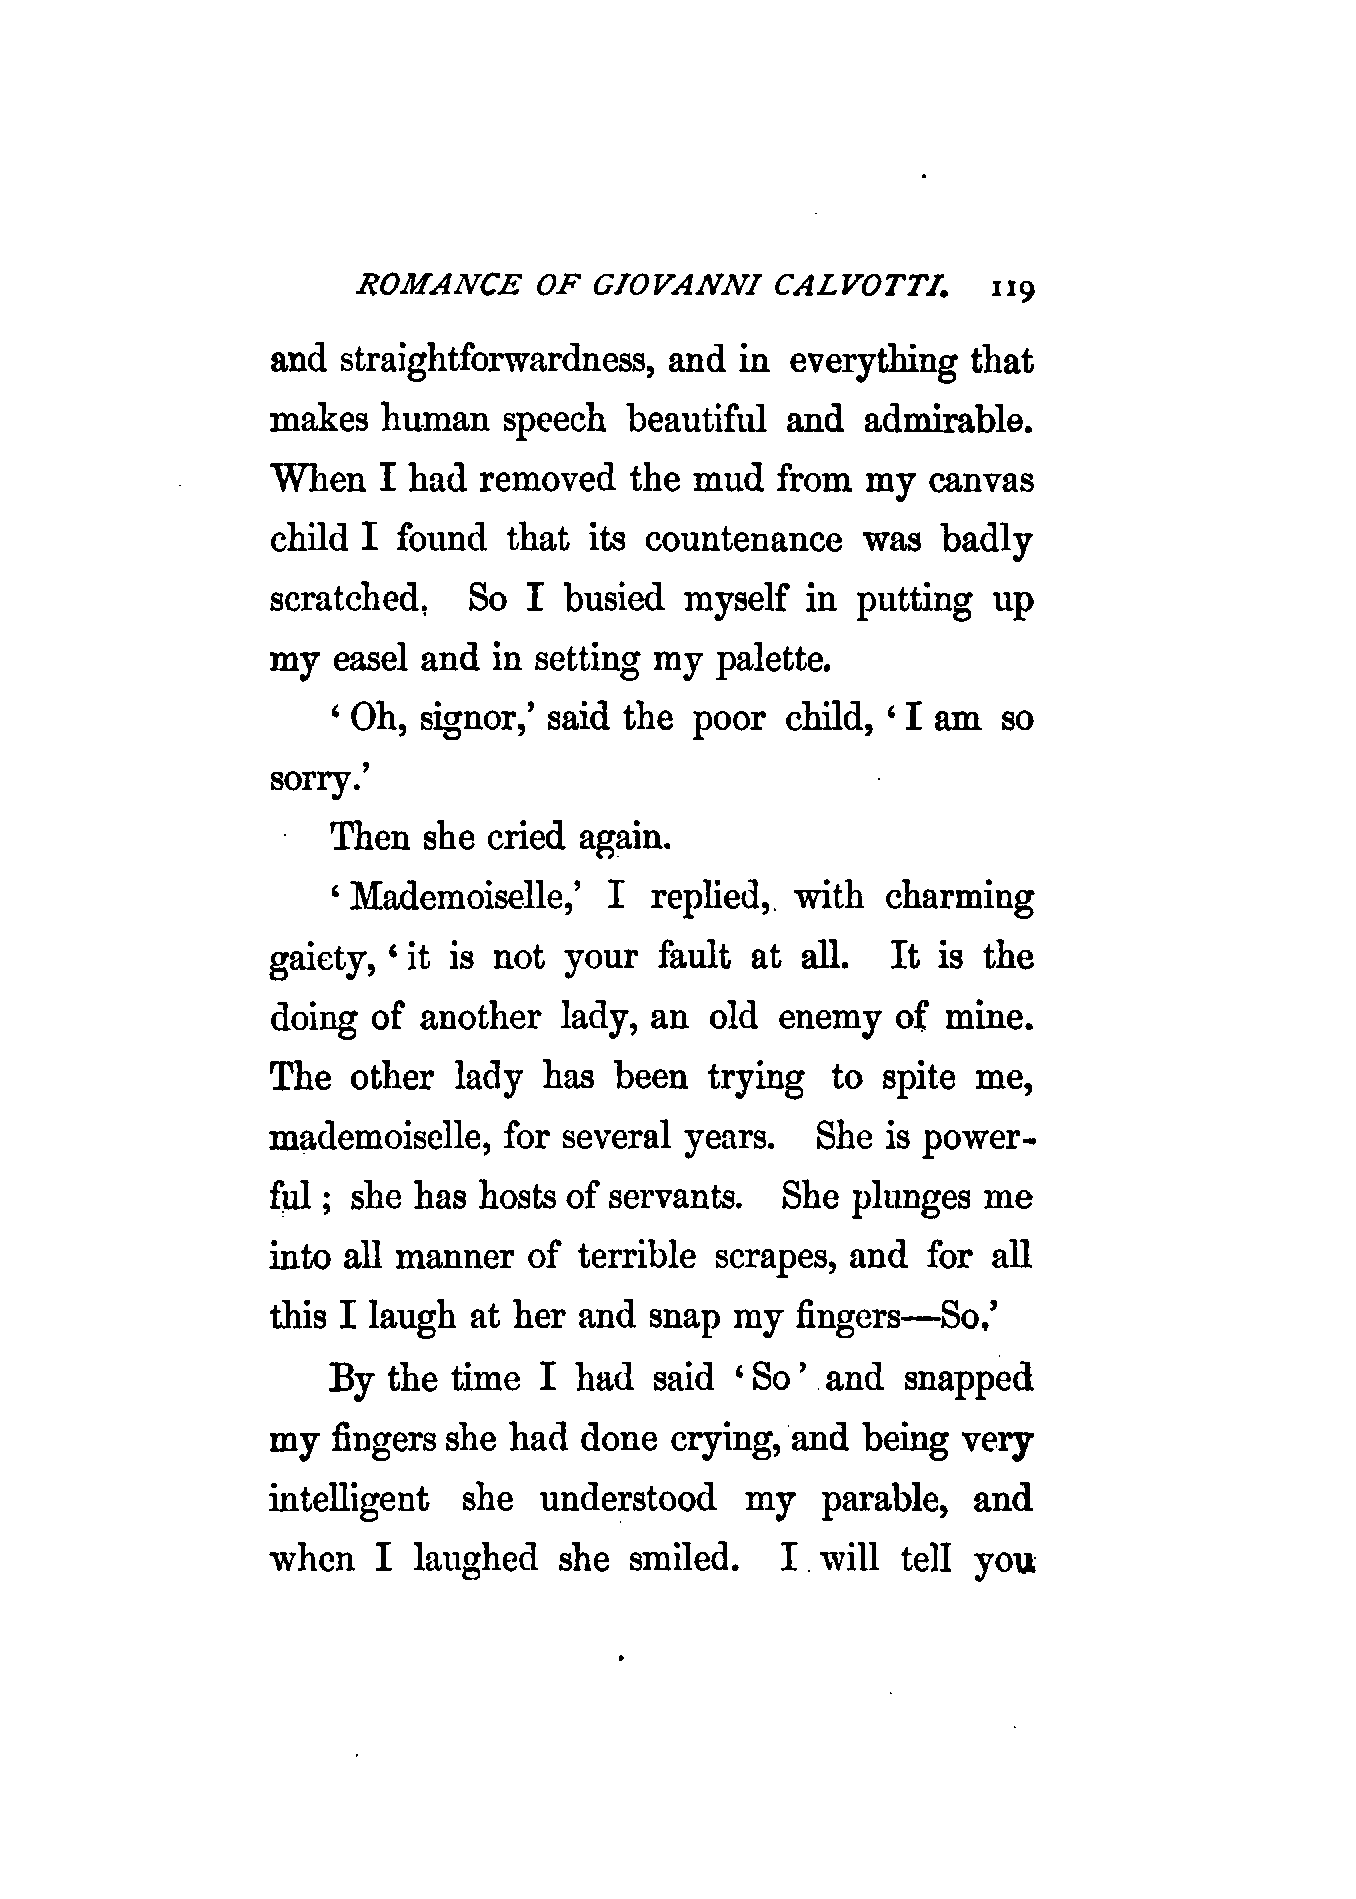 ROMANCE OF GIOVANNI CALVOTTI. 119
and straightforwardness, and in everything that
makes human speech beautiful and admirable.
When I had removed the mud from my canvas
child I found that its countenance was badly
scratched. So I busied myself in putting up
my easel and in setting my palette.
‘ Oh, signor,’ said the poor child, ‘ I am so
sorry.’
Then she cried again.
‘ Mademoiselle,’ I replied, with charming
gaiety, ‘ it is not your fault at all. It is the
doing of another lady, an old enemy of mine.
The other lady has been trying to spite me,
mademoiselle, for several years. She is power-
ful ; she has hosts of servants. She plunges me
into all manner of terrible scrapes, and for all
this I laugh at her and snap my fingers—So.’
By the time I had said ‘ So ’ and snapped
my fingers she had done crying, and being very
intelligent she understood my parable, and
when I laughed she smiled. I will tell you